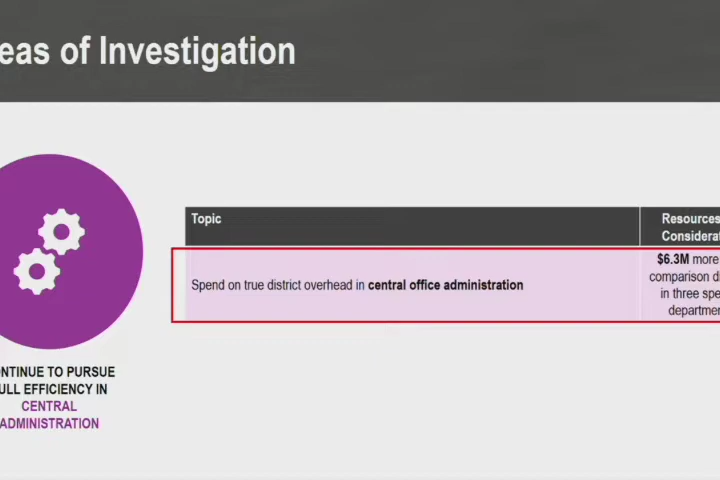 eas of Investigation
Topic
Resources
Considerat
Spend on true district overhead in central office administration
$6.3M more
comparison di
in three spe
departmen
NTINUE TO PURSUE
ULL EFFICIENCY IN
CENTRAL
ADMINISTRATION